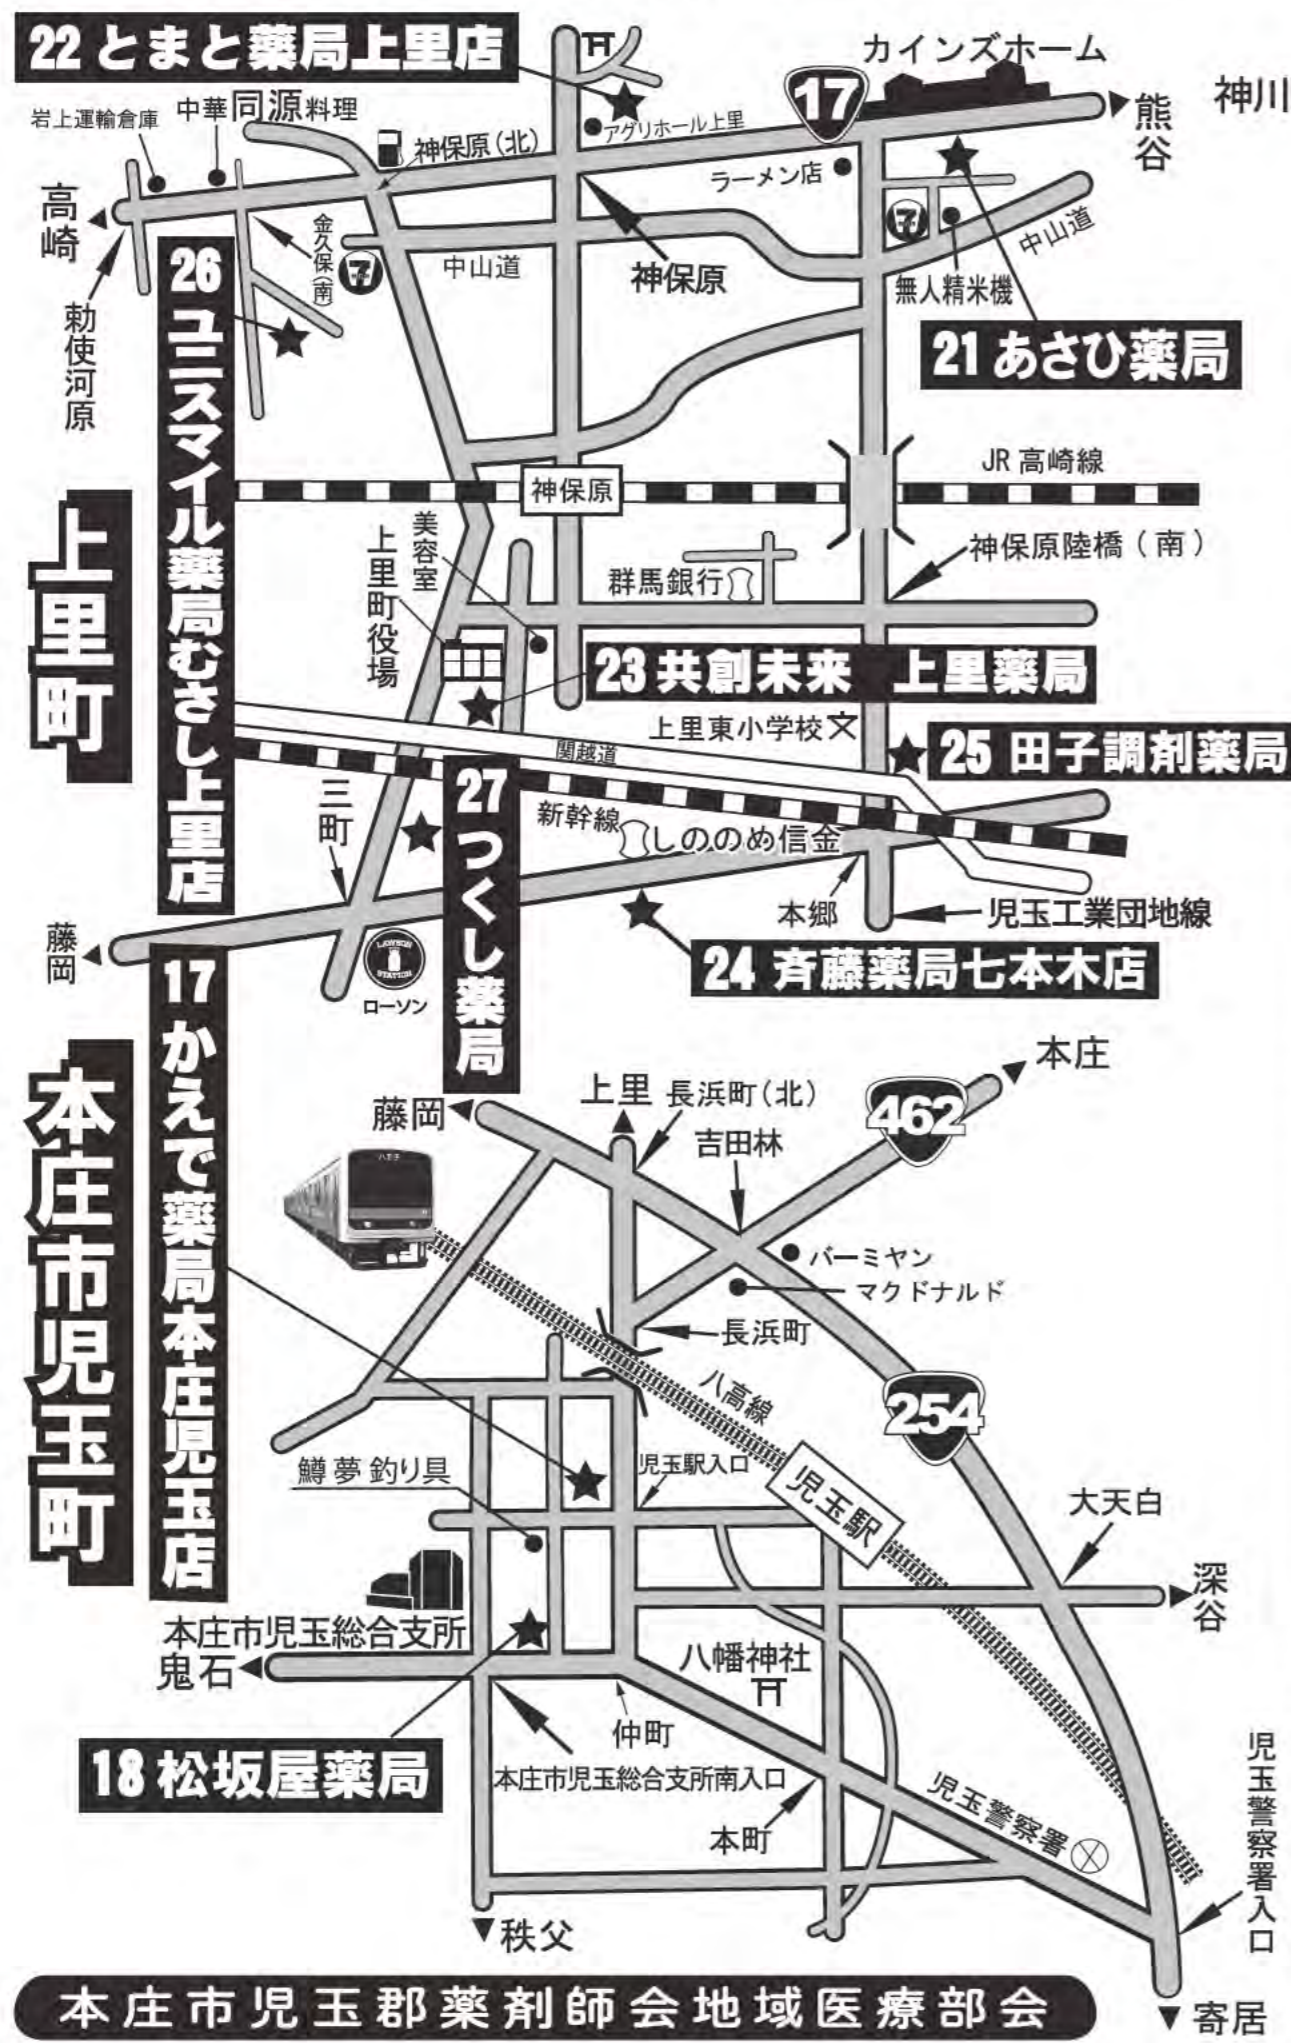 22 とまと薬局上里店
カインズホーム
神川
17
熊谷
岩上運輸倉庫
中華同源料理
神保原(北)
アグリホール上里
ラーメン店
高崎
金久保(南)
7
中山道
神保原
7
中山道
無人精米機
勅使河原
21 あさひ薬局
26 ユニスマイル薬局むさし上里店
JR 高崎線
神保原
上里町
美容室
上里町役場
群馬銀行
神保原陸橋(南)
23 共創未来 上里薬局
上里東小学校
文
25 田子調剤薬局
関越道
新幹線
しののめ信金
三町
27 つくし薬局
本郷
児玉工業団地線
藤岡
LAWSON
STATION
ローソン
24 斉藤薬局七本木店
17 かえで薬局本庄児玉店
本庄市児玉町
本庄
藤岡
上里
長浜町(北)
吉田林
462
八王子
バーミヤン
マクドナルド
長浜町
八高線
254
鱒夢釣り具
児玉駅入口
児玉駅
大天白
深谷
本庄市児玉総合支所
鬼石
八幡神社
仲町
18 松坂屋薬局
本庄市児玉総合支所南入口
本町
児玉警察署
児玉警察署入口
秩父
寄居
本庄市児玉郡薬剤師会地域医療部会